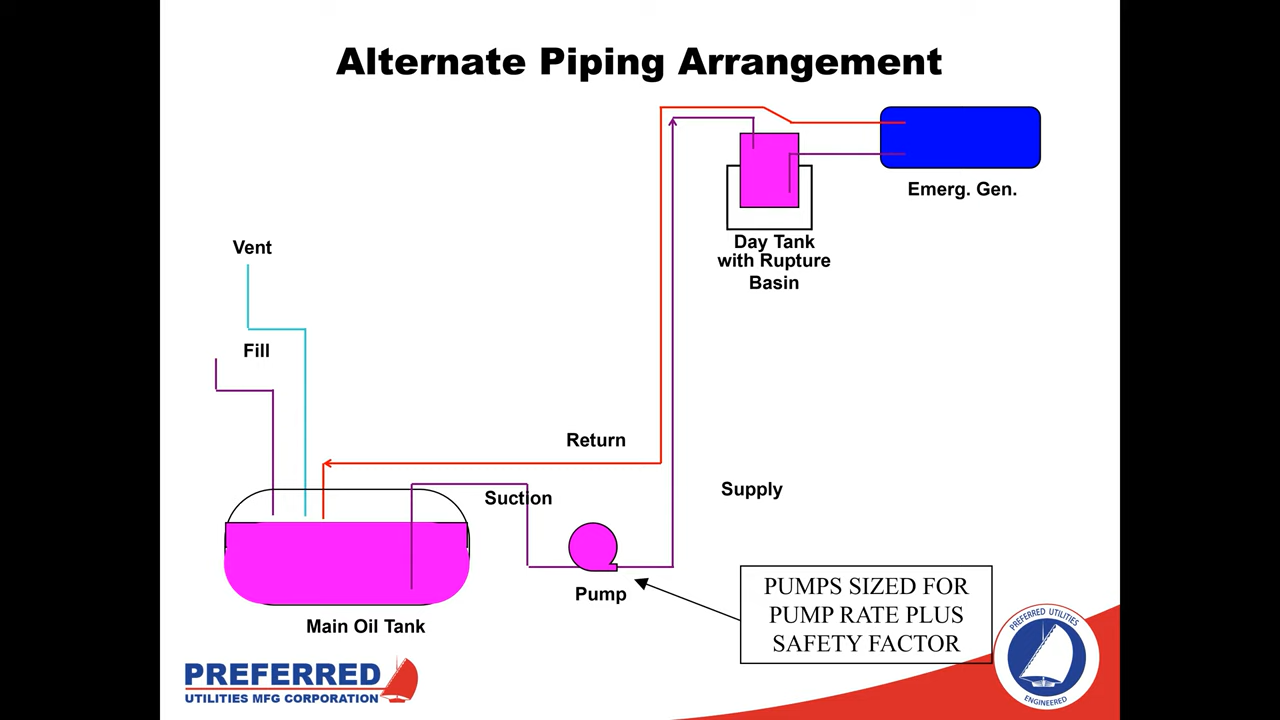 Alternate Piping Arrangement
Emerg. Gen.
Day Tank
with Rupture
Basin
Vent
Fill
Return
Suction
Supply
Pump
Main Oil Tank
PUMPS SIZED FOR
PUMP RATE PLUS
SAFETY FACTOR
PREFERRED
UTILITIES MFG CORPORATION
PREFERRED UTILITIES
ENGINEERED